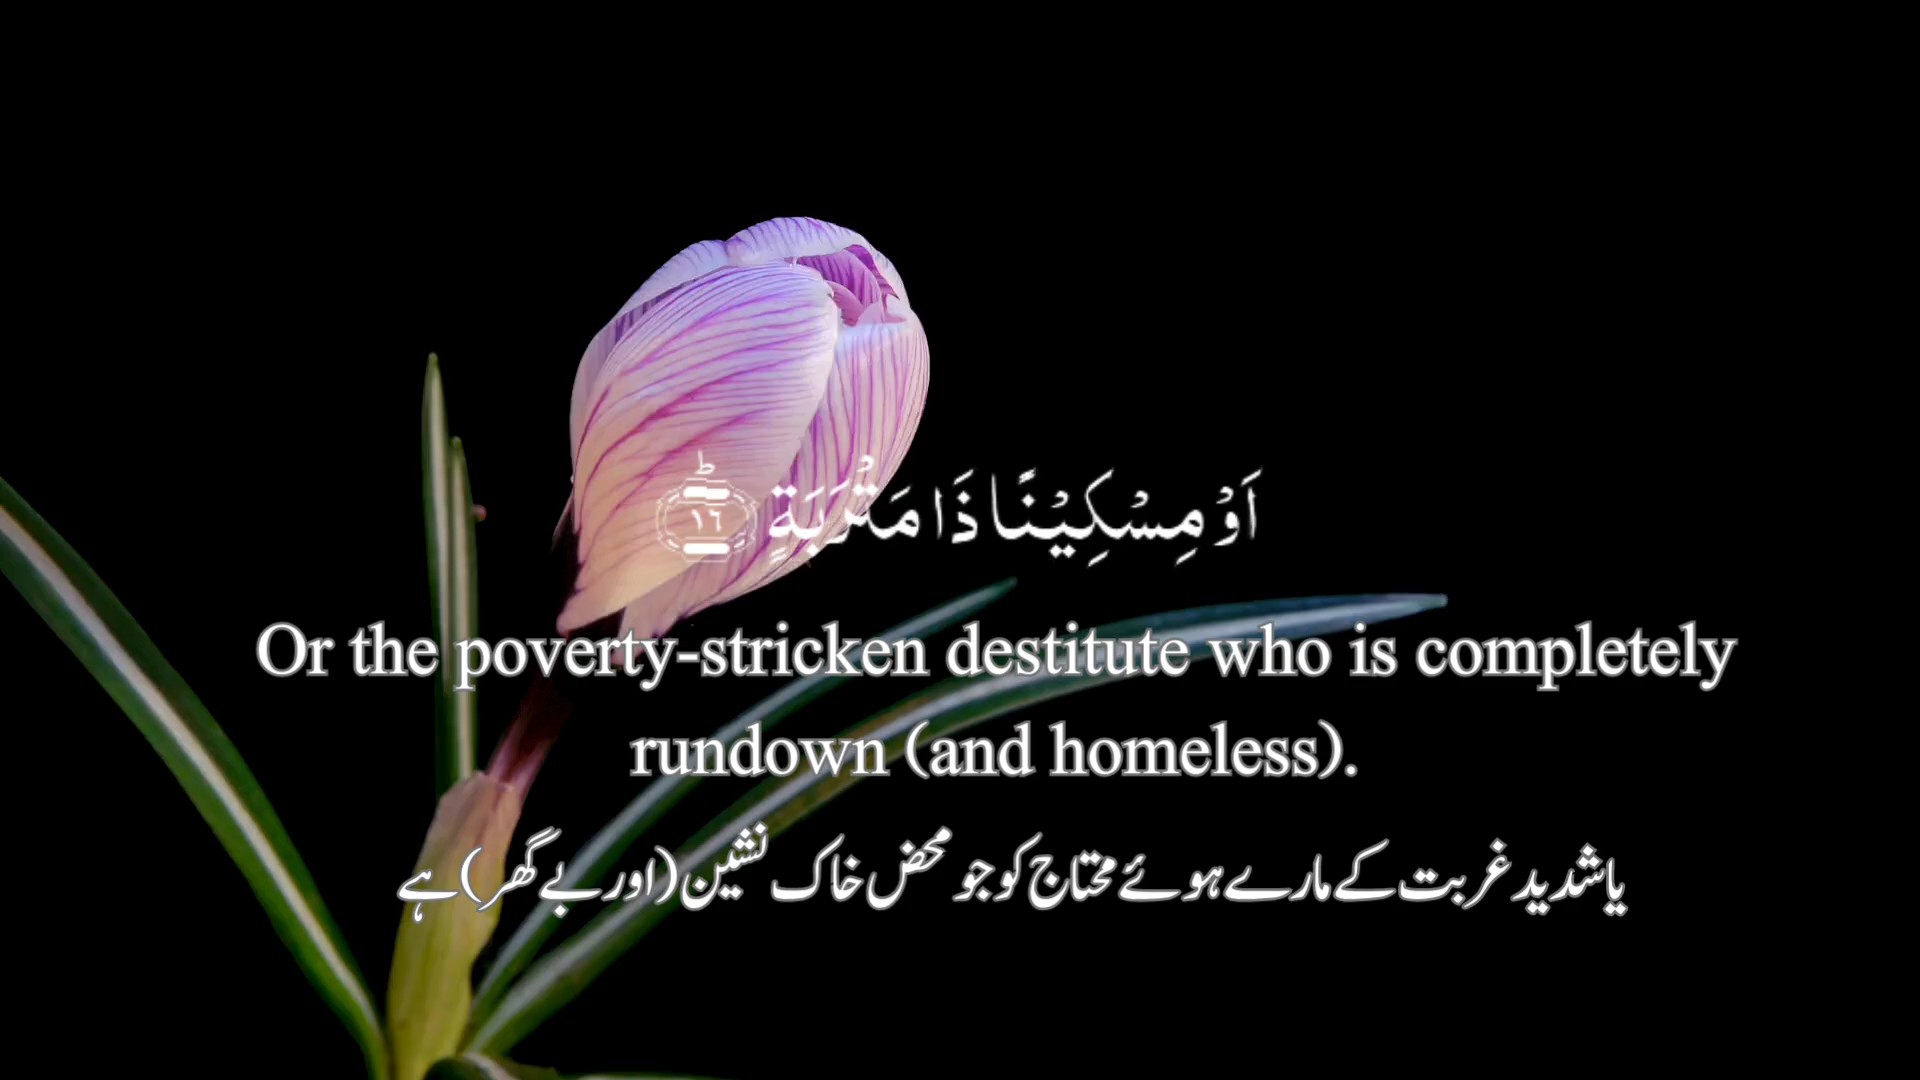 اَوْ مِسْكِيْنًا ذَا مَتْرَبَةٍ ؕ ۱۶
Or the poverty-stricken destitute who is completely
rundown (and homeless).
یا شدید غربت کے مارے ہوئے محتاج کو جو محض خاک نشین (اور بے گھر) ہے